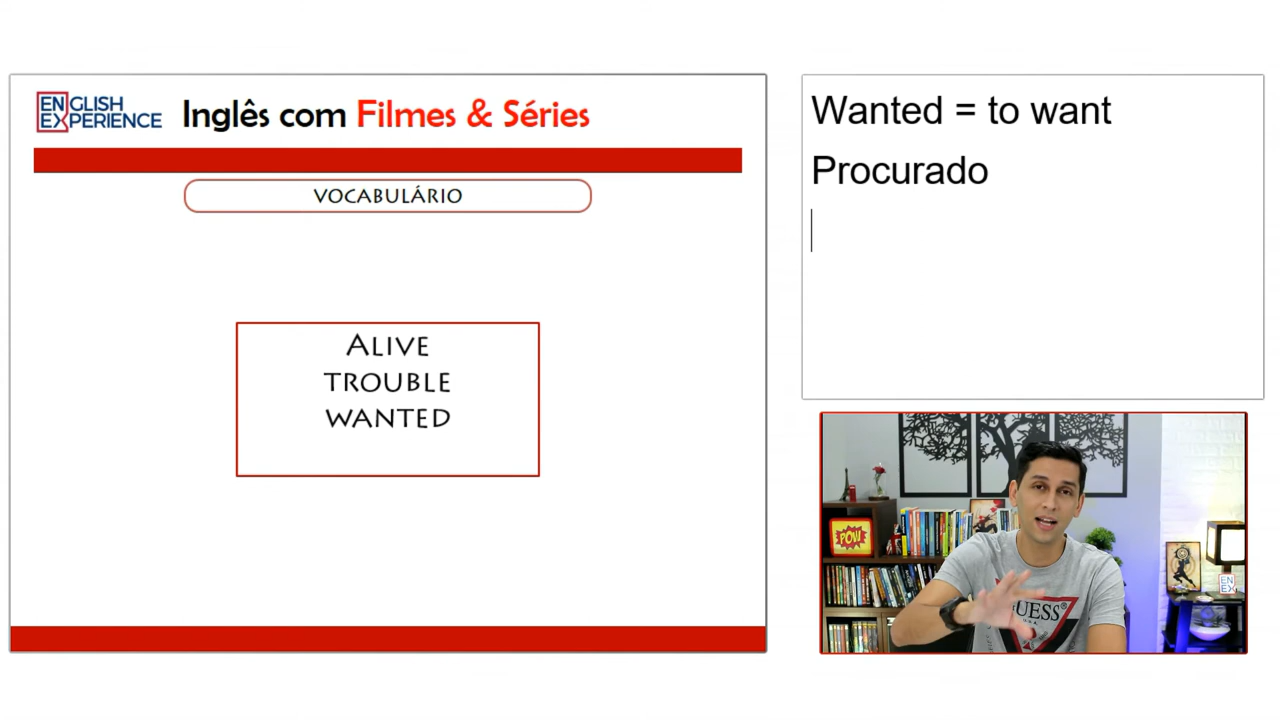 ENGLISH
EXPERIENCE
Inglês com Filmes & Séries
VOCABULÁRIO
ALIVE
TROUBLE
WANTED
Wanted = to want
Procurado
POW
GUESS
U.S.A.
EN
EX